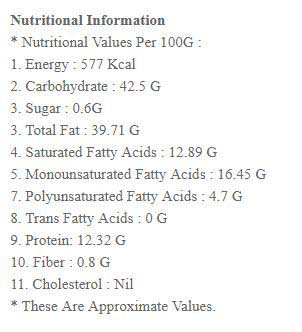 Nutritional Information
* Nutritional Values Per 100G :
1. Energy : 577 Kcal
2. Carbohydrate : 42.5 G
3. Sugar : 0.6G
3. Total Fat : 39.71 G
4. Saturated Fatty Acids : 12.89 G
5. Monounsaturated Fatty Acids : 16.45 G
7. Polyunsaturated Fatty Acids : 4.7 G
8. Trans Fatty Acids : 0 G
9. Protein: 12.32 G
10. Fiber : 0.8 G
11. Cholesterol : Nil
* These Are Approximate Values.